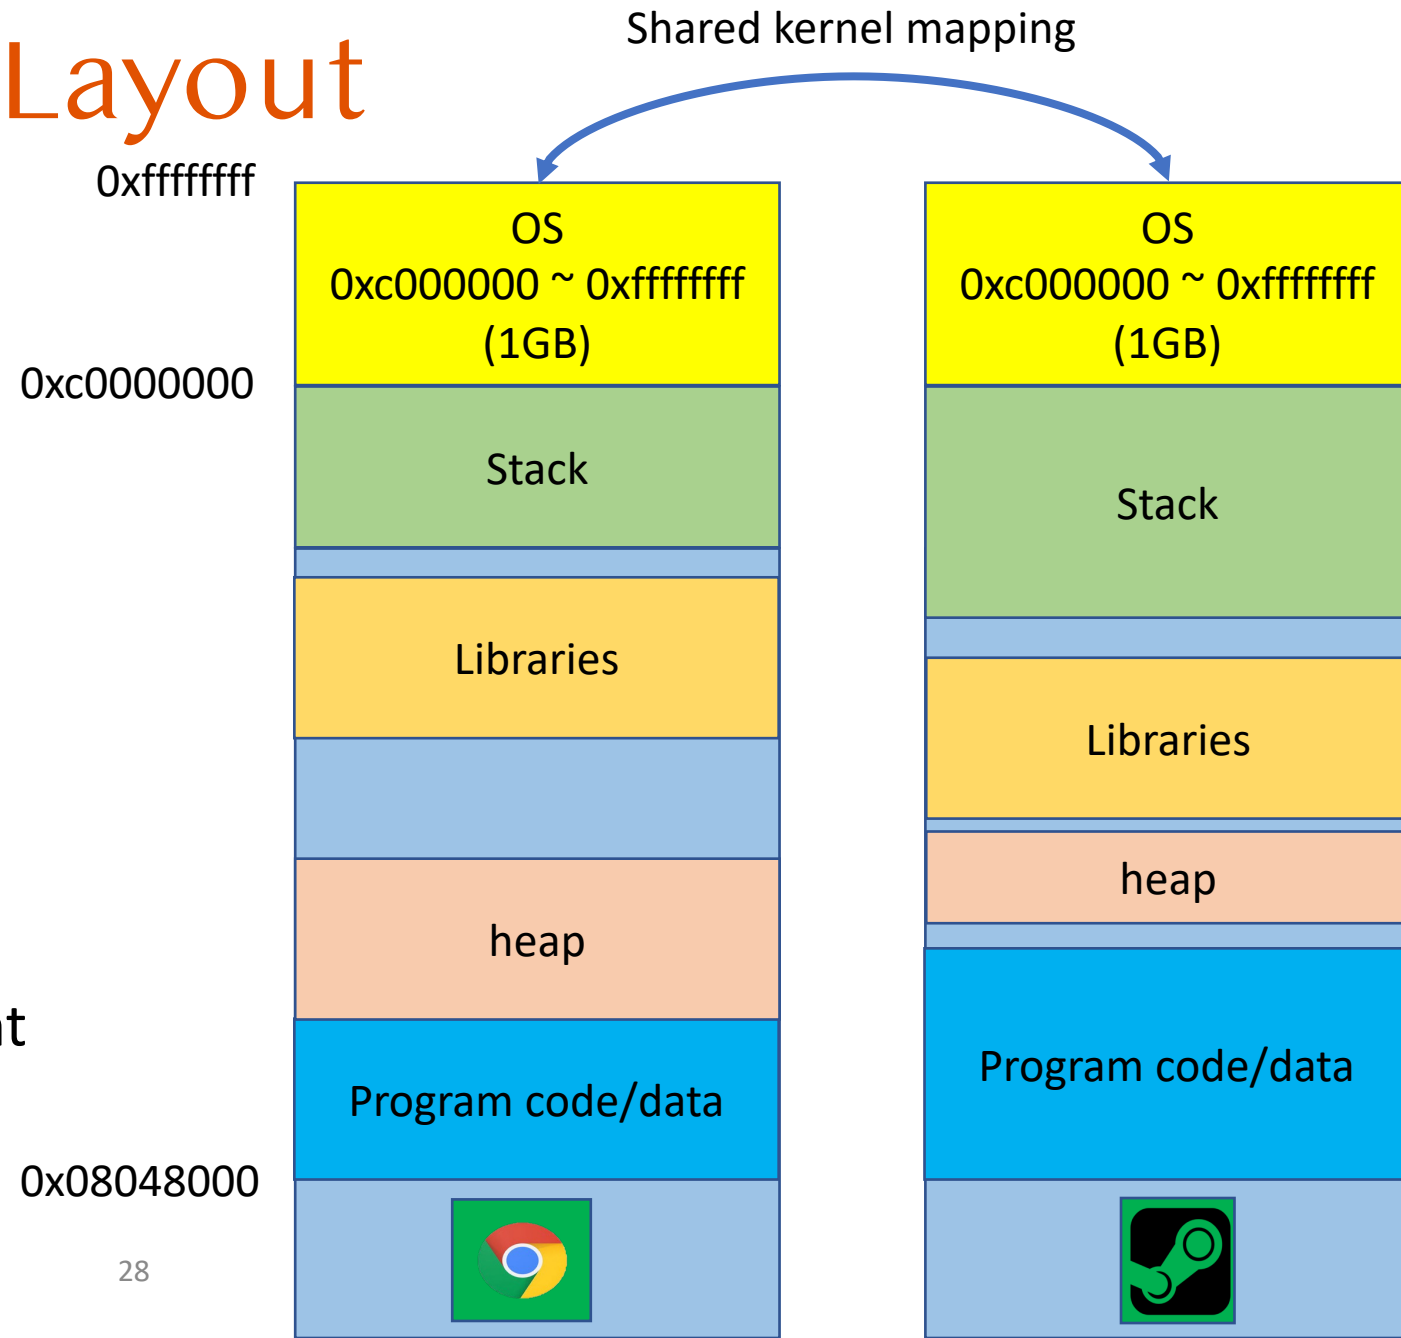 Layout
Shared kernel mapping
0xffffffff
OS
0xc000000 ~ 0xffffffff
(1GB)
0xc0000000
Stack
Libraries
heap
Program code/data
0x08048000
OS
0xc000000 ~ 0xffffffff
(1GB)
Stack
Libraries
heap
Program code/data
28